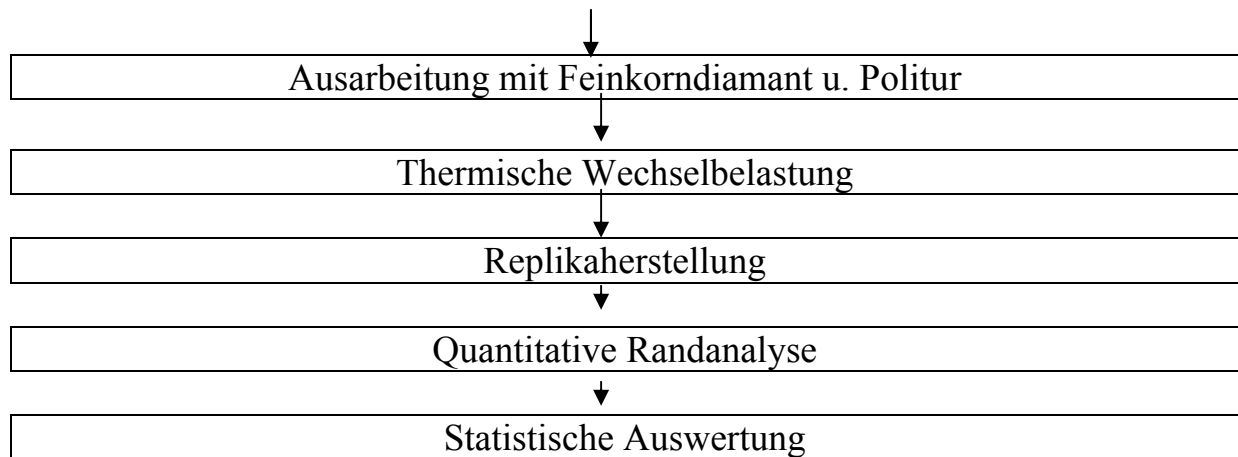 Ausarbeitung mit Feinkorndiamant u. Politur
Thermische Wechselbelastung
Replikaherstellung
Quantitative Randanalyse
Statistische Auswertung